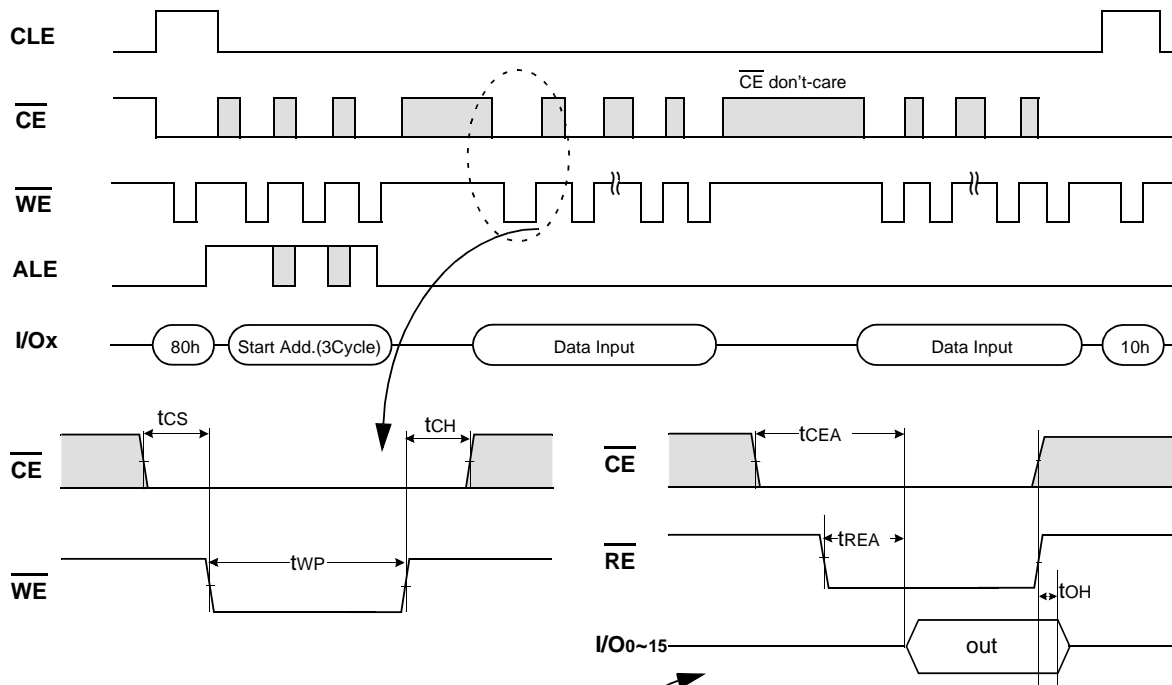 CLE
CE don't-care
CE
WE
ALE
I/Ox
80h
Start Add.(3Cycle)
Data Input
Data Input
10h
tCS
tCH
CE
tWP
WE
tCEA
CE
tREA
RE
tOH
I/O0~15
out